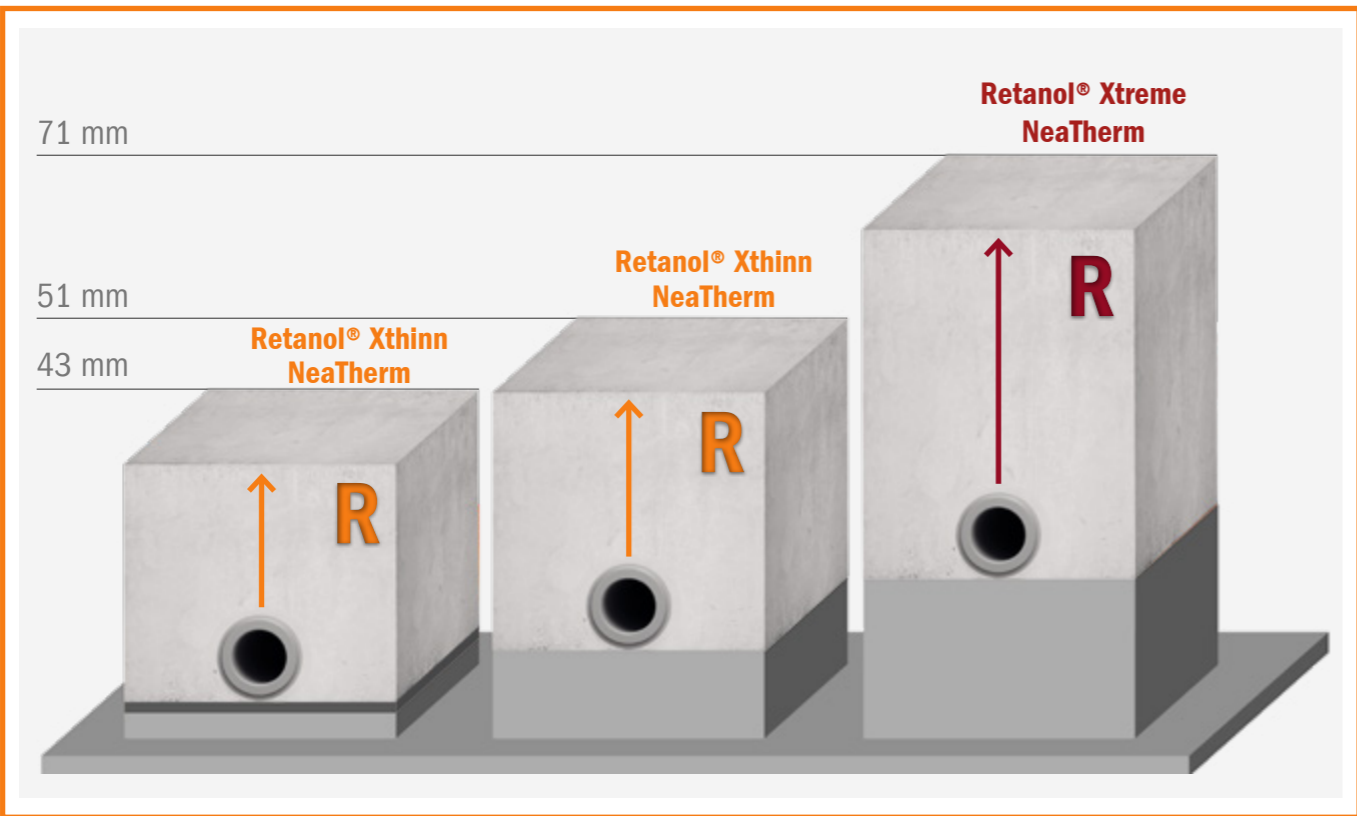 71 mm
Retanol® Xtreme
NeaTherm
R
51 mm
Retanol® Xthinn
NeaTherm
R
43 mm
Retanol® Xthinn
NeaTherm
R